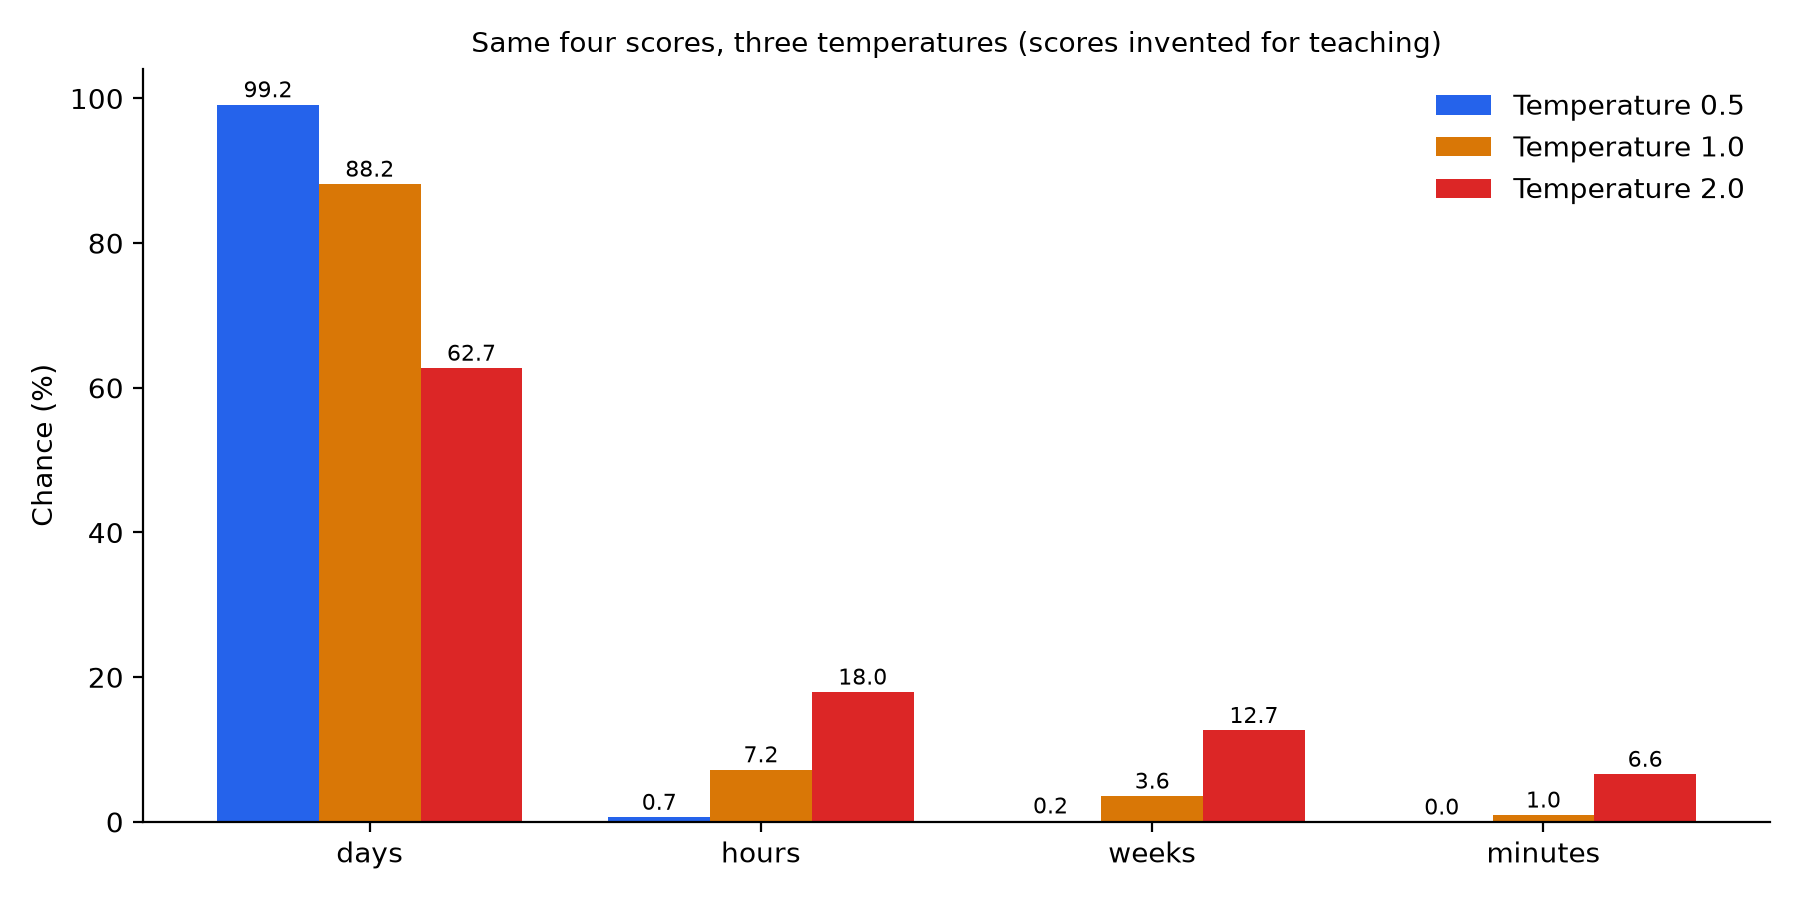 Same four scores, three temperatures (scores invented for teaching)
Temperature 0.5
Temperature 1.0
Temperature 2.0
Chance (%)
100
80
60
40
20
0
99.2
88.2
62.7
0.7
7.2
18.0
0.2
3.6
12.7
0.0
1.0
6.6
days
hours
weeks
minutes